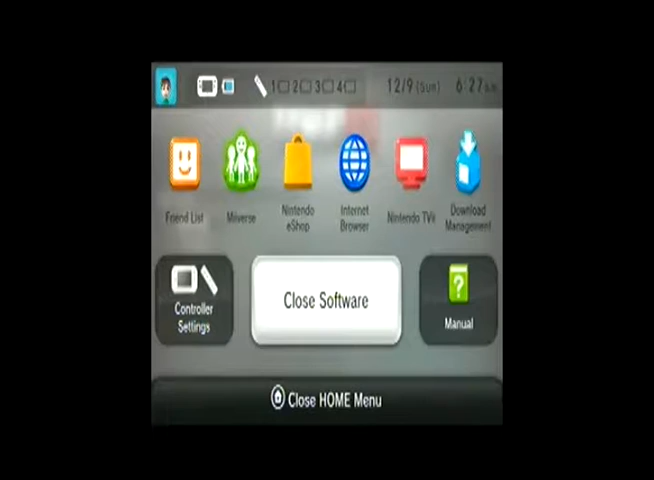 1 2 3 4 12/9 (Sun) 6:27
Friend List
Miiverse
Nintendo
eShop
Internet
Browser
Nintendo TVii
Download
Management
Controller
Settings
Close Software
Manual
Close HOME Menu